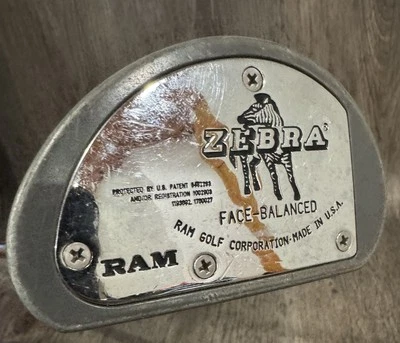 ZEBRA
PROTECTED BY U.S. PATENT
AND/OR REGISTRATION
FACE-BALANCED
RAM GOLF CORPORATION·MADE IN U.S.A.
RAM